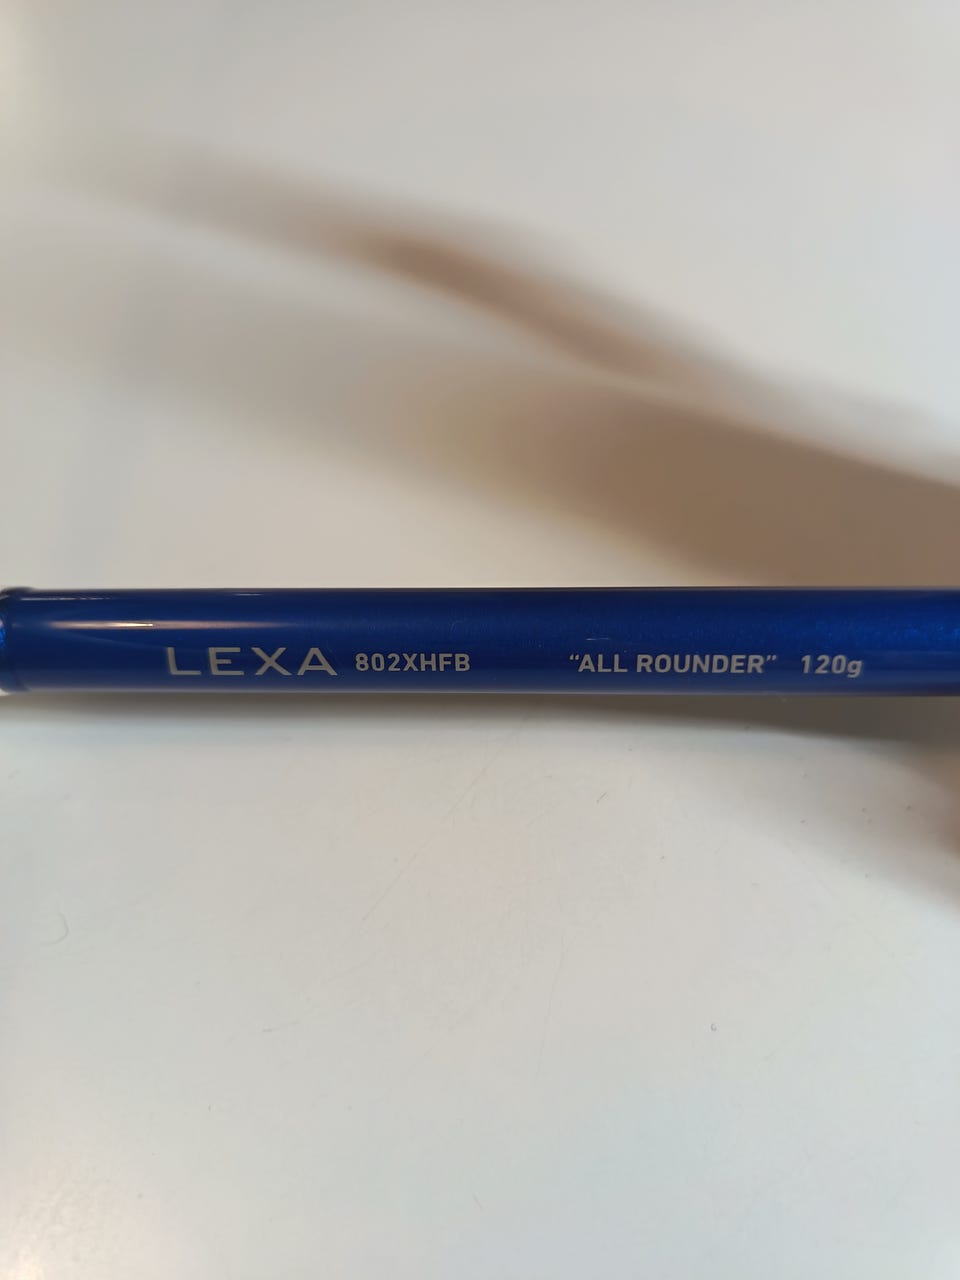 LEXA 802XHFB “ALL ROUNDER” 120g